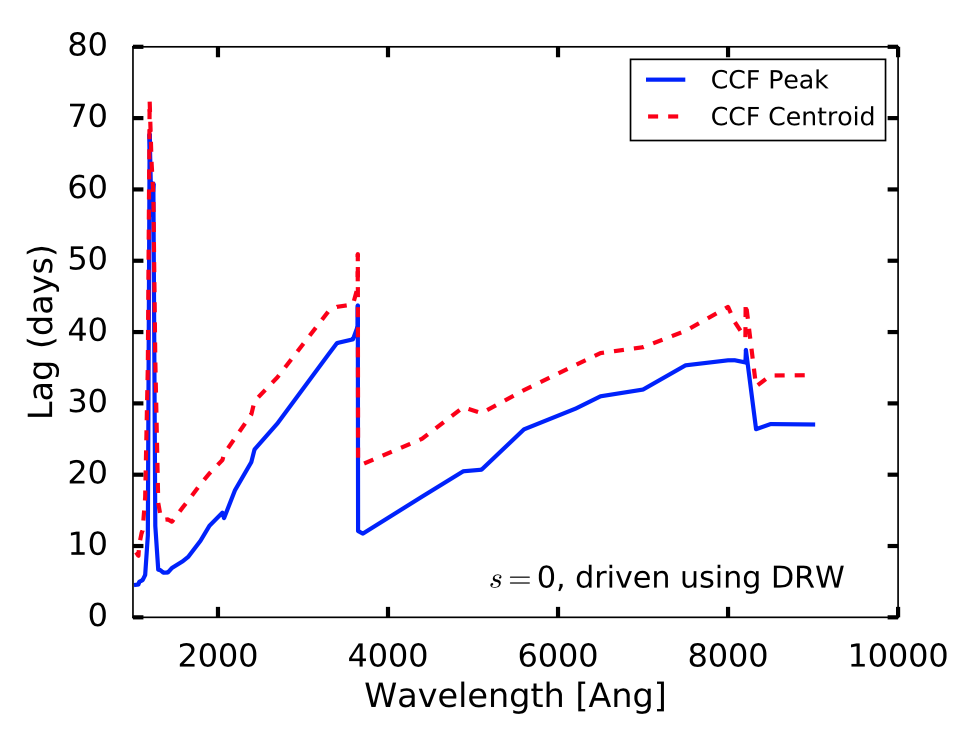 80
70
60
50
40
30
20
10
0
Lag (days)
CCF Peak
CCF Centroid
s = 0, driven using DRW
2000 4000 6000 8000 10000
Wavelength [Ang]